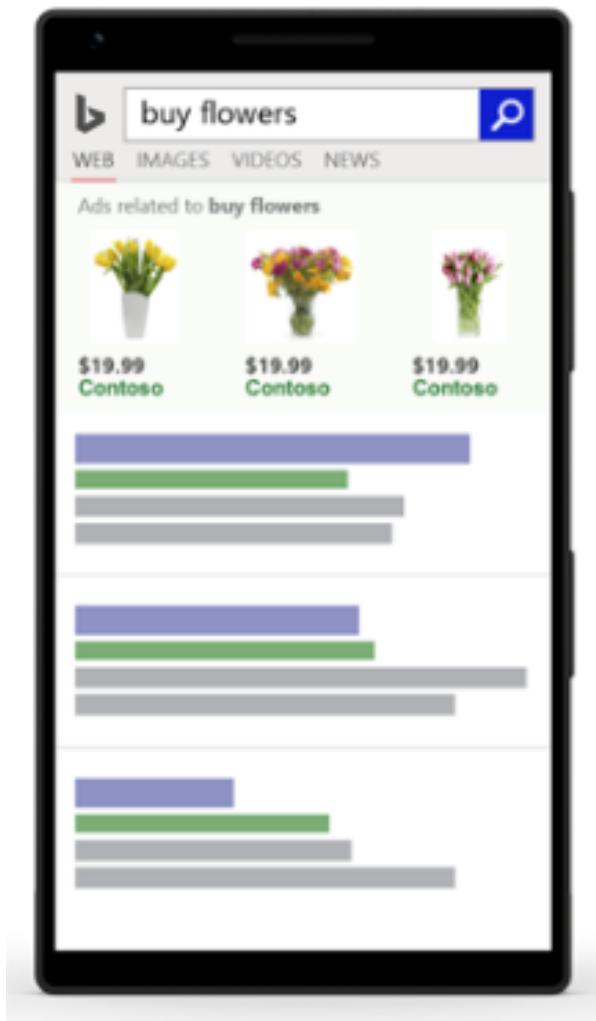 buy flowers
WEB IMAGES VIDEOS NEWS
Ads related to buy flowers
$19.99 $19.99 $19.99
Contoso Contoso Contoso